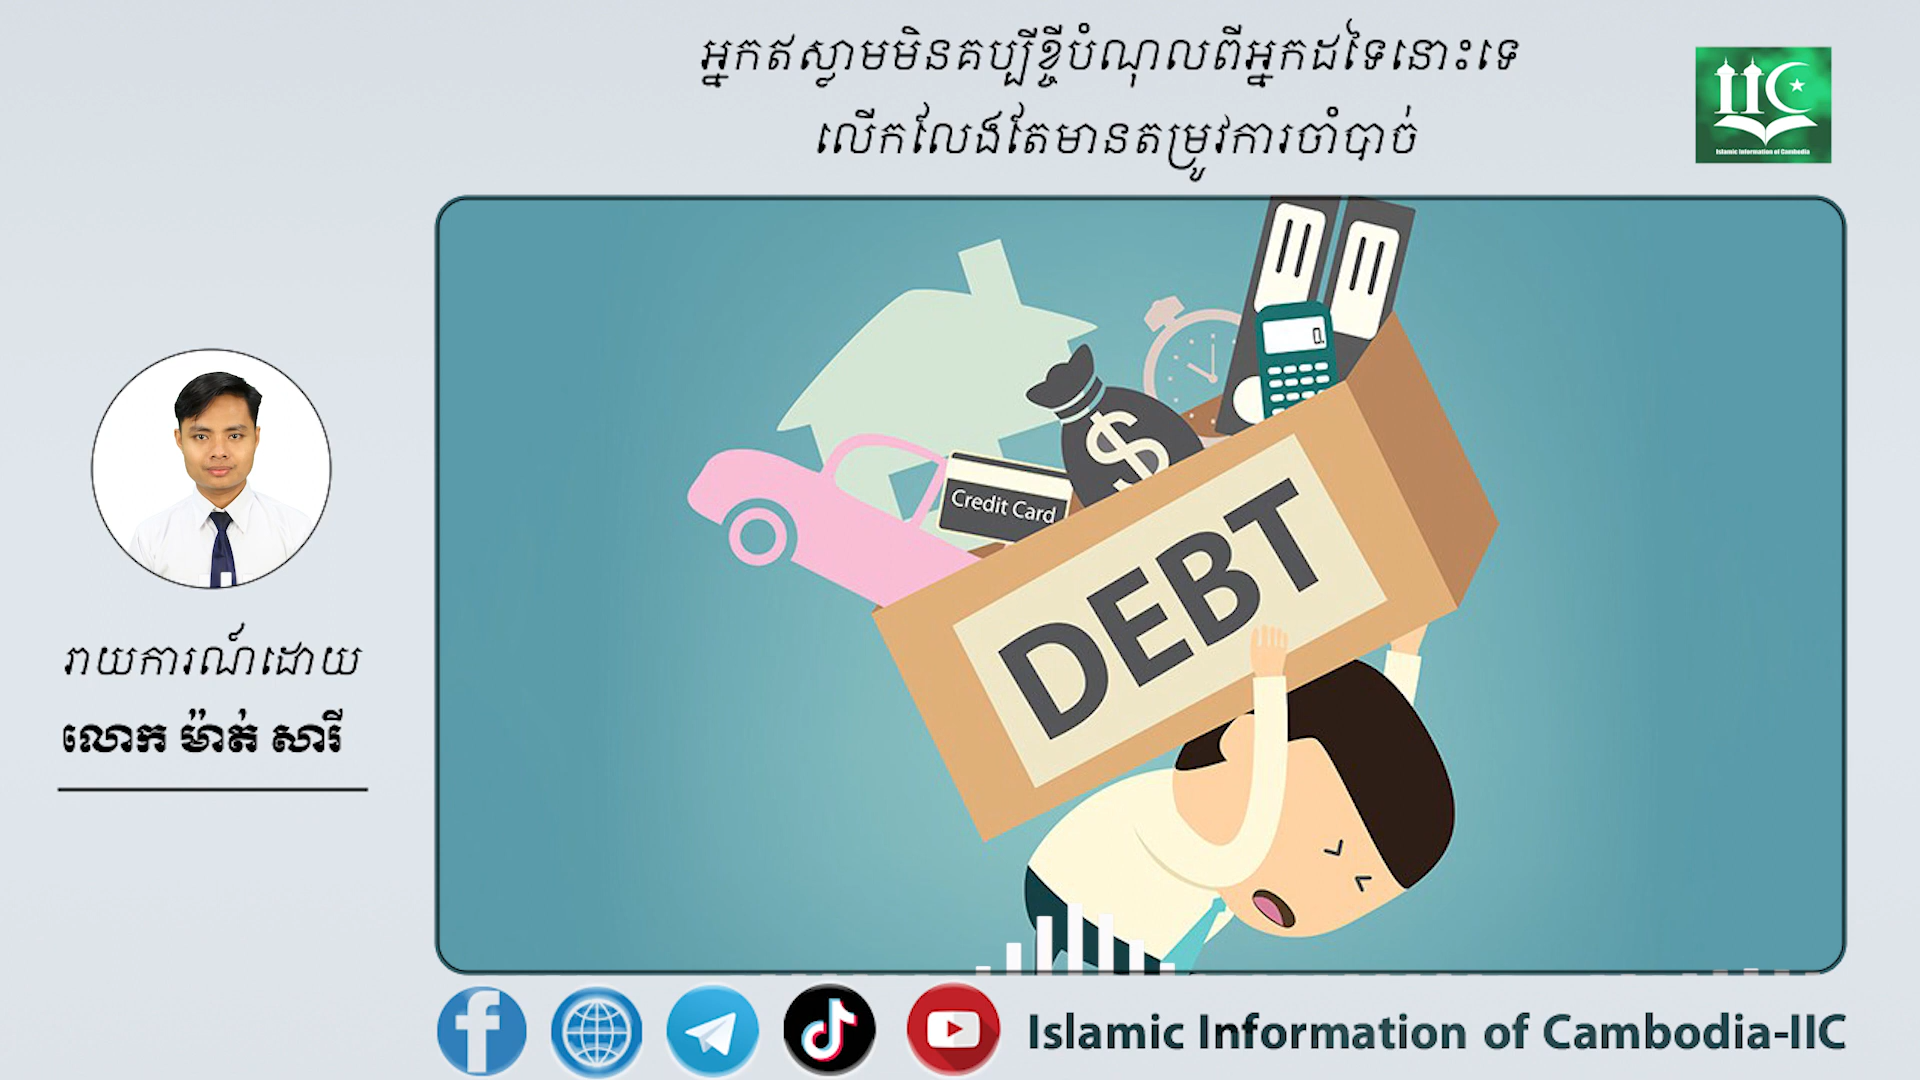 អ្នកឥស្លាមមិនគប្បីខ្ចីបំណុលពីអ្នកដទៃនោះទេ
លើកលែងតែមានតម្រូវការចាំបាច់
IIC
Islamic Information of Cambodia
Credit Card
$
0.
DEBT
រាយការណ៍ដោយ
លោក ម៉ាត់ សារី
Islamic Information of Cambodia-IIC